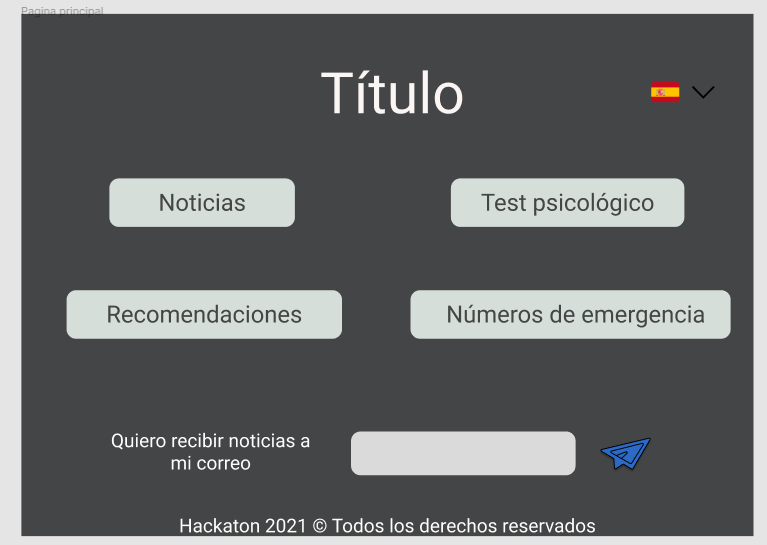 Pagina principal
Título
Noticias
Test psicológico
Recomendaciones
Números de emergencia
Quiero recibir noticias a
mi correo
Hackaton 2021 © Todos los derechos reservados